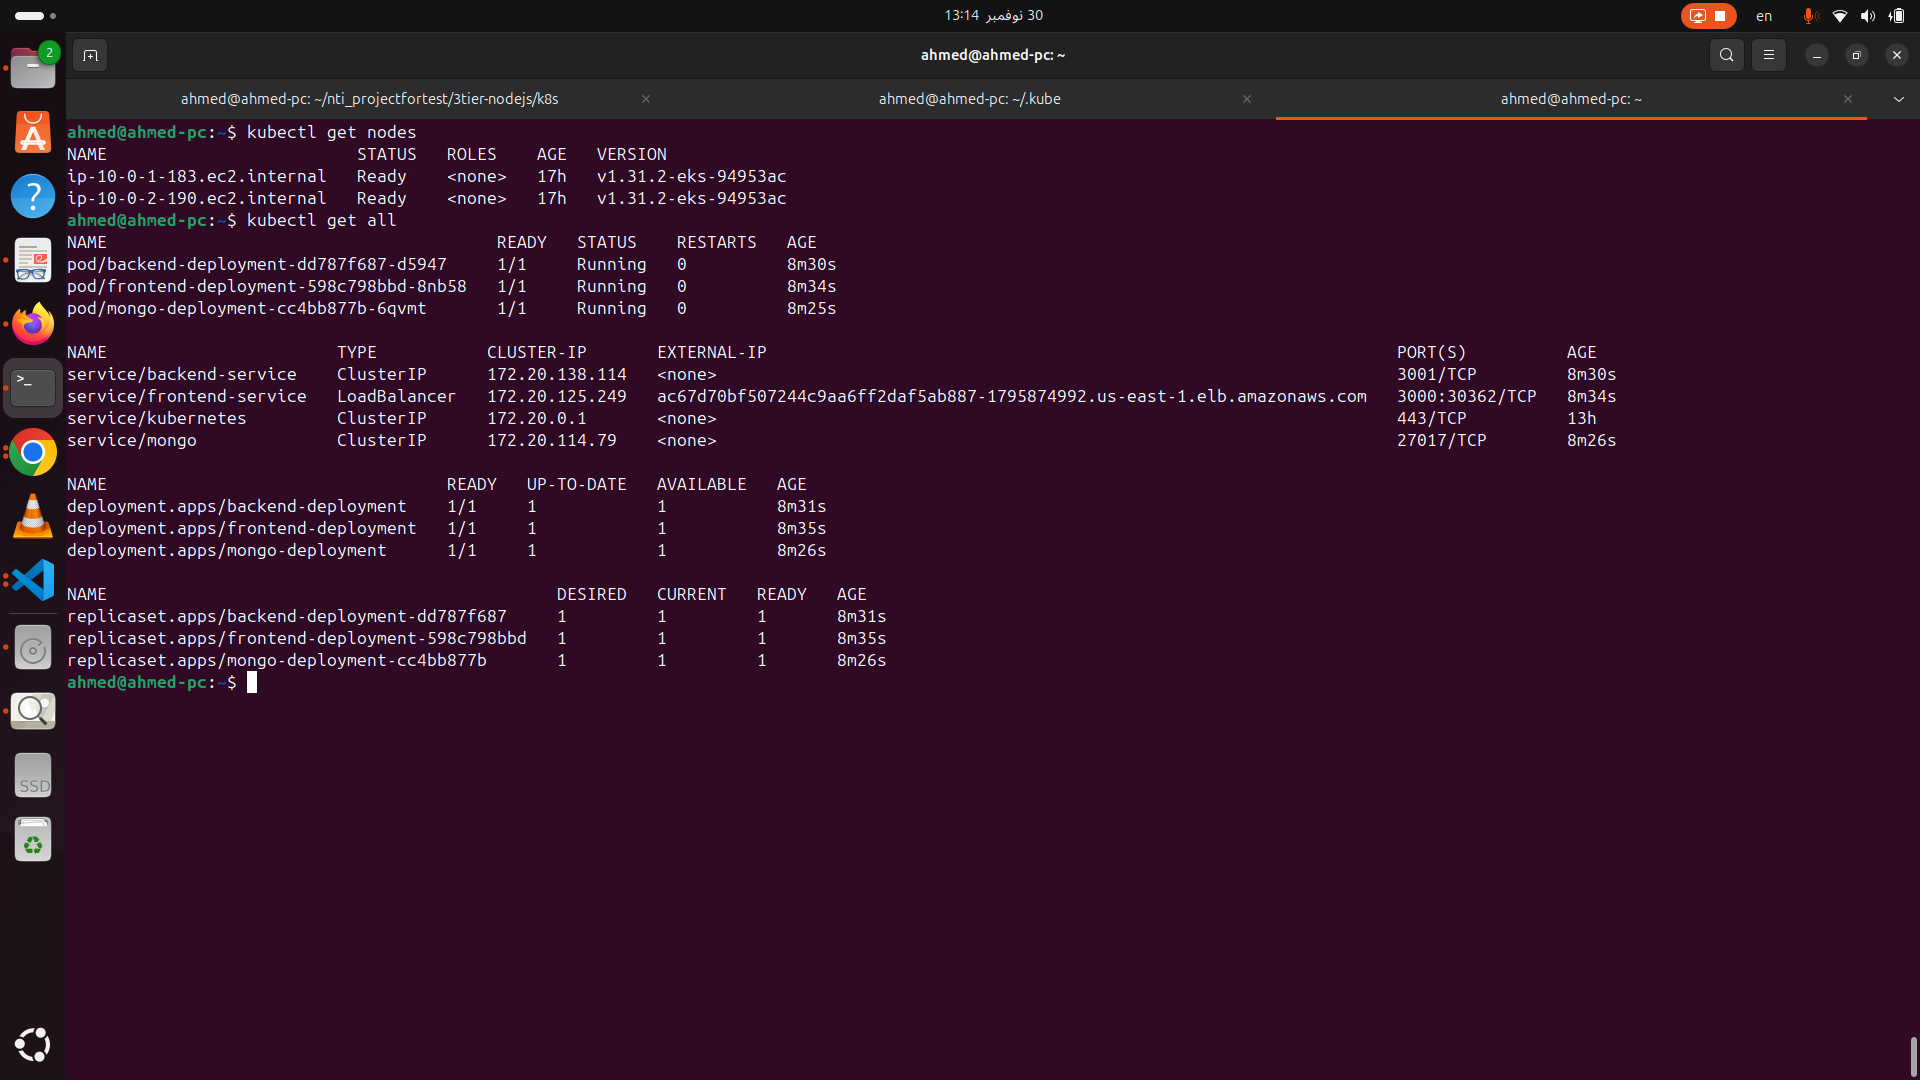 30 نوفمبر 13:14
en
2
ahmed@ahmed-pc: ~
ahmed@ahmed-pc: ~/nti_projectfortest/3tier-nodejs/k8s
ahmed@ahmed-pc: ~/.kube
ahmed@ahmed-pc: ~
ahmed@ahmed-pc:~$ kubectl get nodes
NAME STATUS ROLES AGE VERSION
ip-10-0-1-183.ec2.internal Ready <none> 17h v1.31.2-eks-94953ac
ip-10-0-2-190.ec2.internal Ready <none> 17h v1.31.2-eks-94953ac
ahmed@ahmed-pc:~$ kubectl get all
NAME READY STATUS RESTARTS AGE
pod/backend-deployment-dd787f687-d5947 1/1 Running 0 8m30s
pod/frontend-deployment-598c798bbd-8nb58 1/1 Running 0 8m34s
pod/mongo-deployment-cc4bb877b-6qvmt 1/1 Running 0 8m25s
NAME TYPE CLUSTER-IP EXTERNAL-IP PORT(S) AGE
service/backend-service ClusterIP 172.20.138.114 <none> 3001/TCP 8m30s
service/frontend-service LoadBalancer 172.20.125.249 ac67d70bf507244c9aa6ff2daf5ab887-1795874992.us-east-1.elb.amazonaws.com 3000:30362/TCP 8m34s
service/kubernetes ClusterIP 172.20.0.1 <none> 443/TCP 13h
service/mongo ClusterIP 172.20.114.79 <none> 27017/TCP 8m26s
NAME READY UP-TO-DATE AVAILABLE AGE
deployment.apps/backend-deployment 1/1 1 1 8m31s
deployment.apps/frontend-deployment 1/1 1 1 8m35s
deployment.apps/mongo-deployment 1/1 1 1 8m26s
NAME DESIRED CURRENT READY AGE
replicaset.apps/backend-deployment-dd787f687 1 1 1 8m31s
replicaset.apps/frontend-deployment-598c798bbd 1 1 1 8m35s
replicaset.apps/mongo-deployment-cc4bb877b 1 1 1 8m26s
ahmed@ahmed-pc:~$
SSD